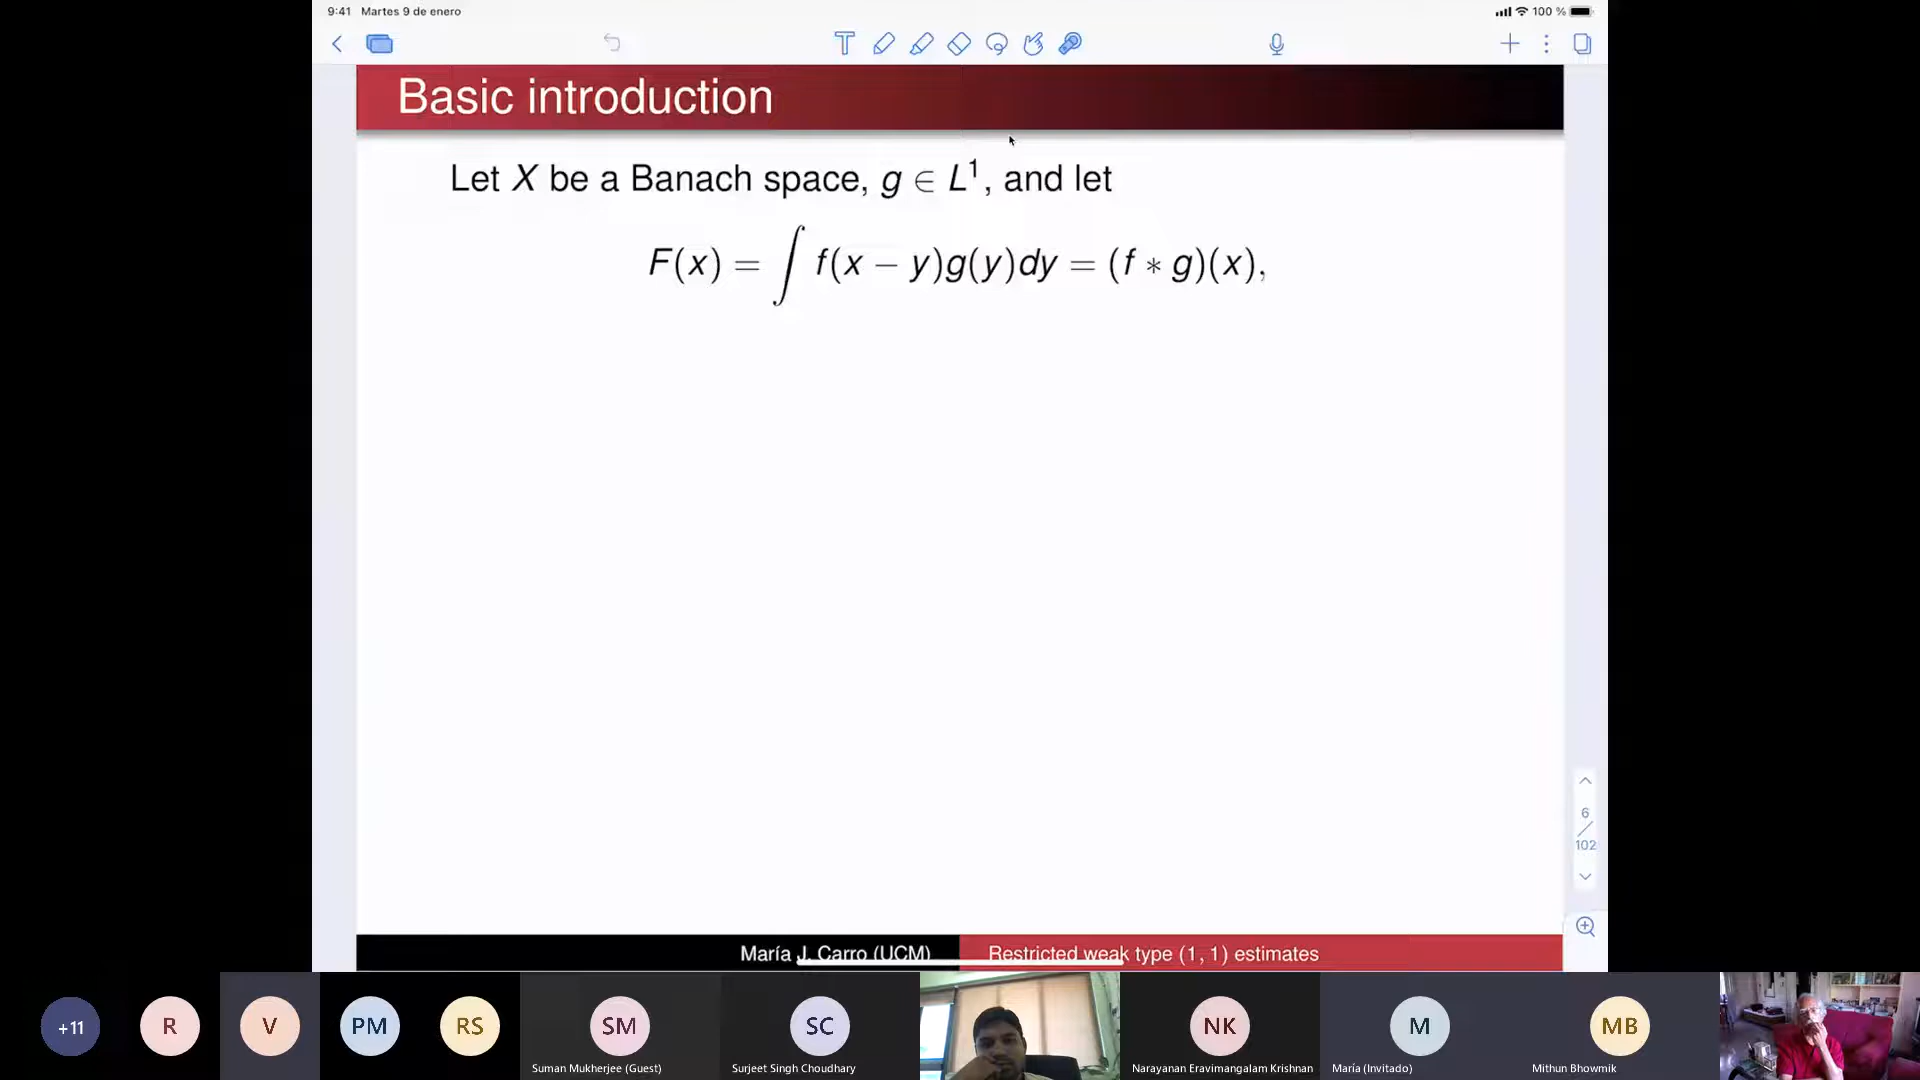 9:41 Martes 9 de enero
100 %
Basic introduction
Let X be a Banach space, g ∈ L¹, and let
F(x) = ∫ f(x − y)g(y)dy = (f ∗ g)(x),
6
102
María J. Carro (UCM)
Restricted weak type (1, 1) estimates
+11
R
V
PM
RS
SM
Suman Mukherjee (Guest)
SC
Surjeet Singh Choudhary
NK
Narayanan Eravimangalam Krishnan
M
María (Invitado)
MB
Mithun Bhowmik